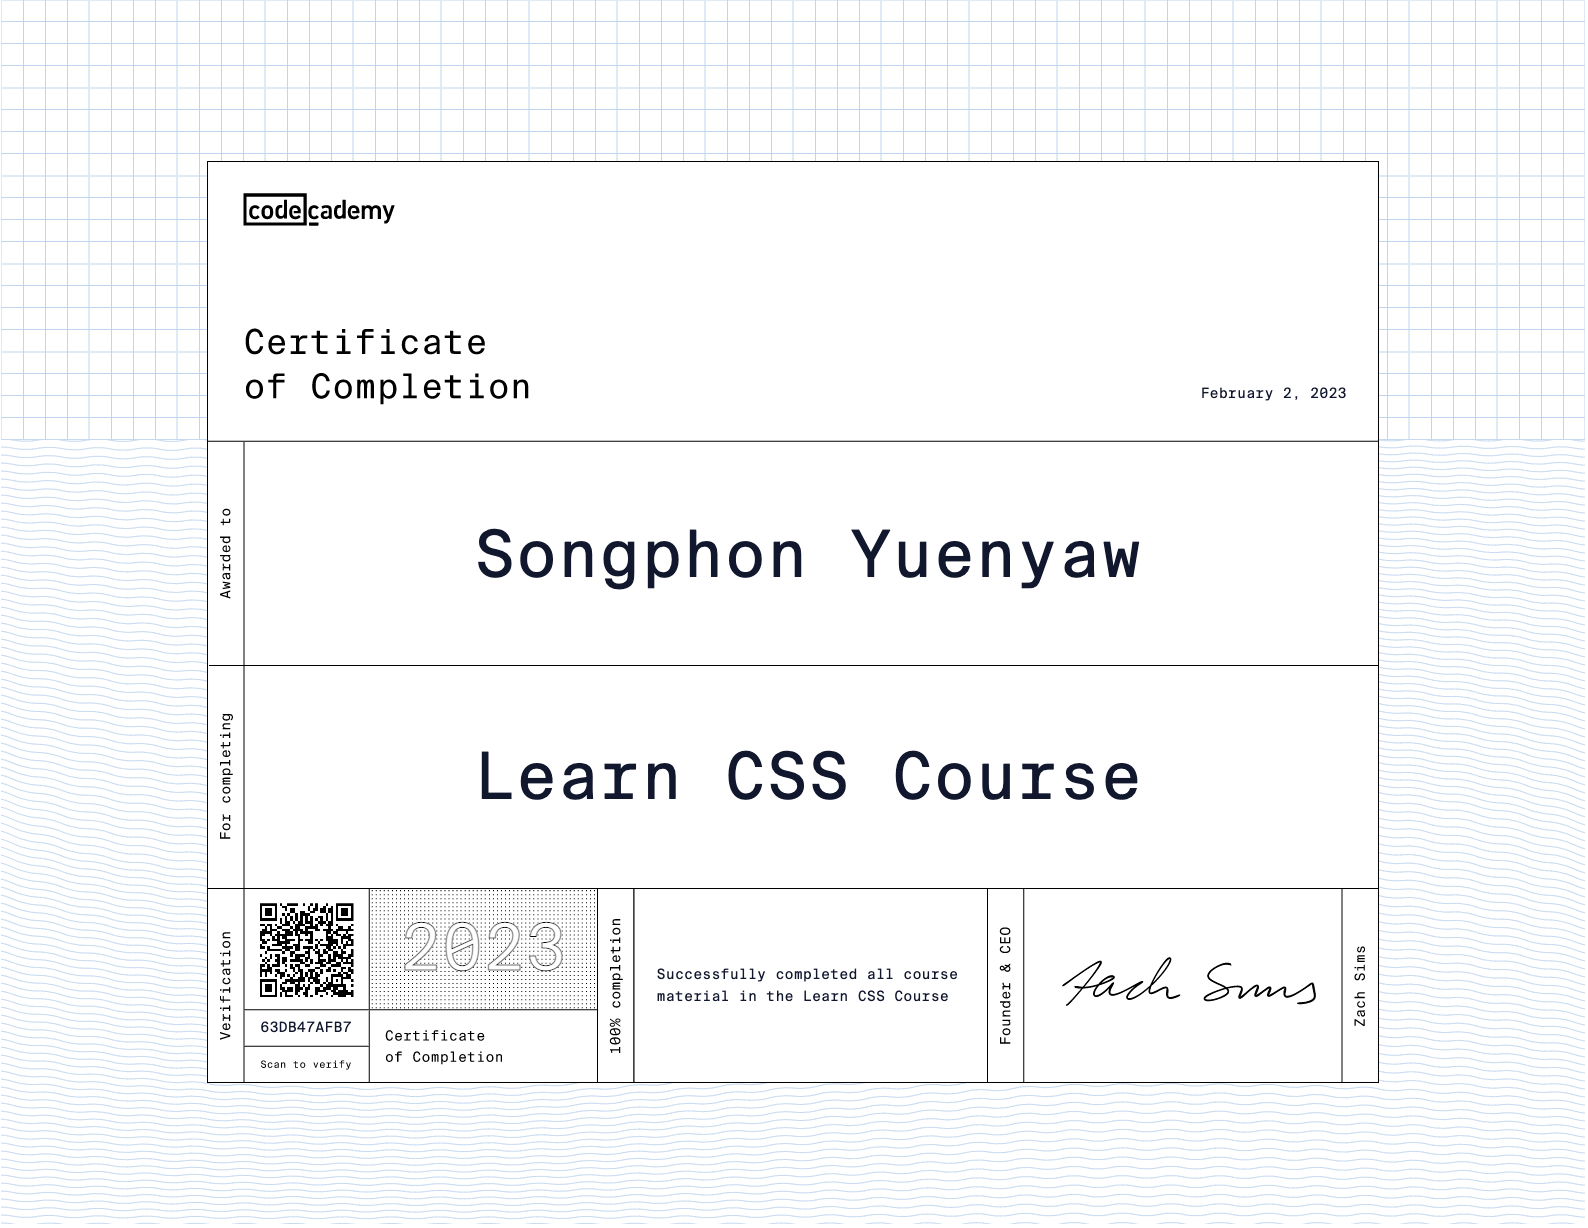 codecademy
Certificate
of Completion
February 2, 2023
Awarded to
Songphon Yuenyaw
For completing
Learn CSS Course
Verification
63DB47AFB7
Scan to verify
2023
Certificate
of Completion
100% completion
Successfully completed all course
material in the Learn CSS Course
Founder & CEO
Zach Sims
Zach Sims